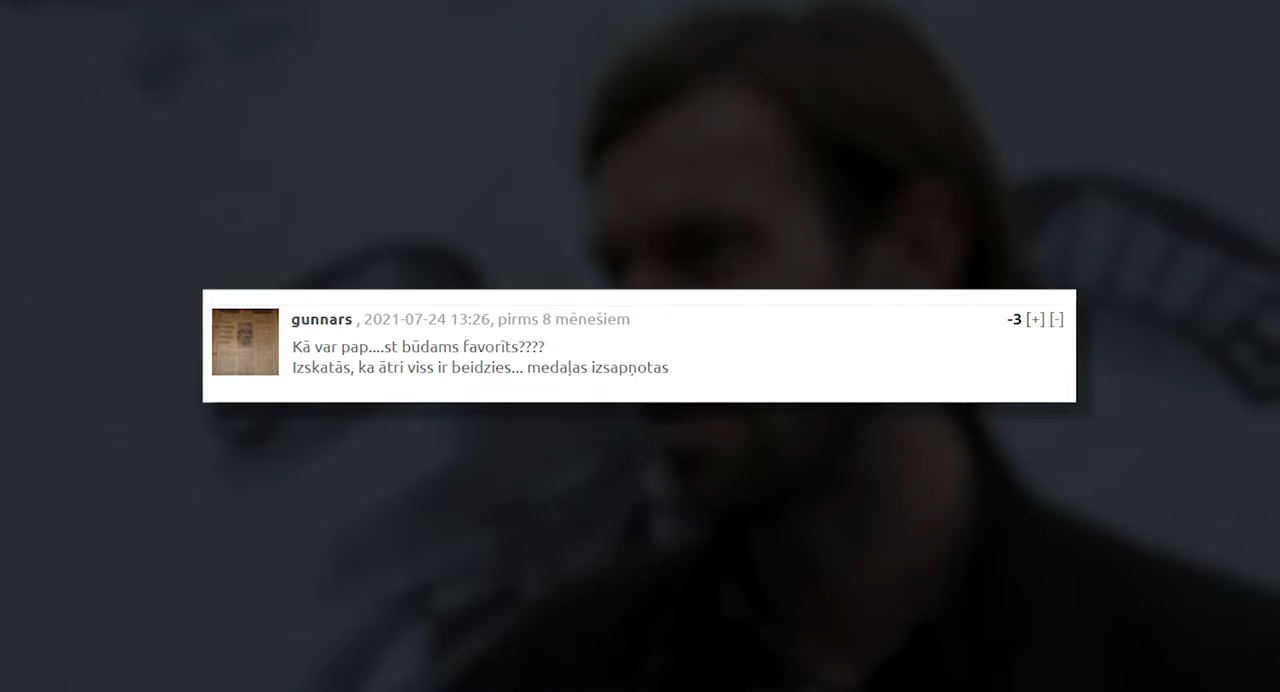 gunnars , 2021-07-24 13:26, pirms 8 mēnešiem -3 [+] [-]
Kā var pap....st būdams favorīts????
Izskatās, ka ātri viss ir beidzies... medaļas izsapņotas